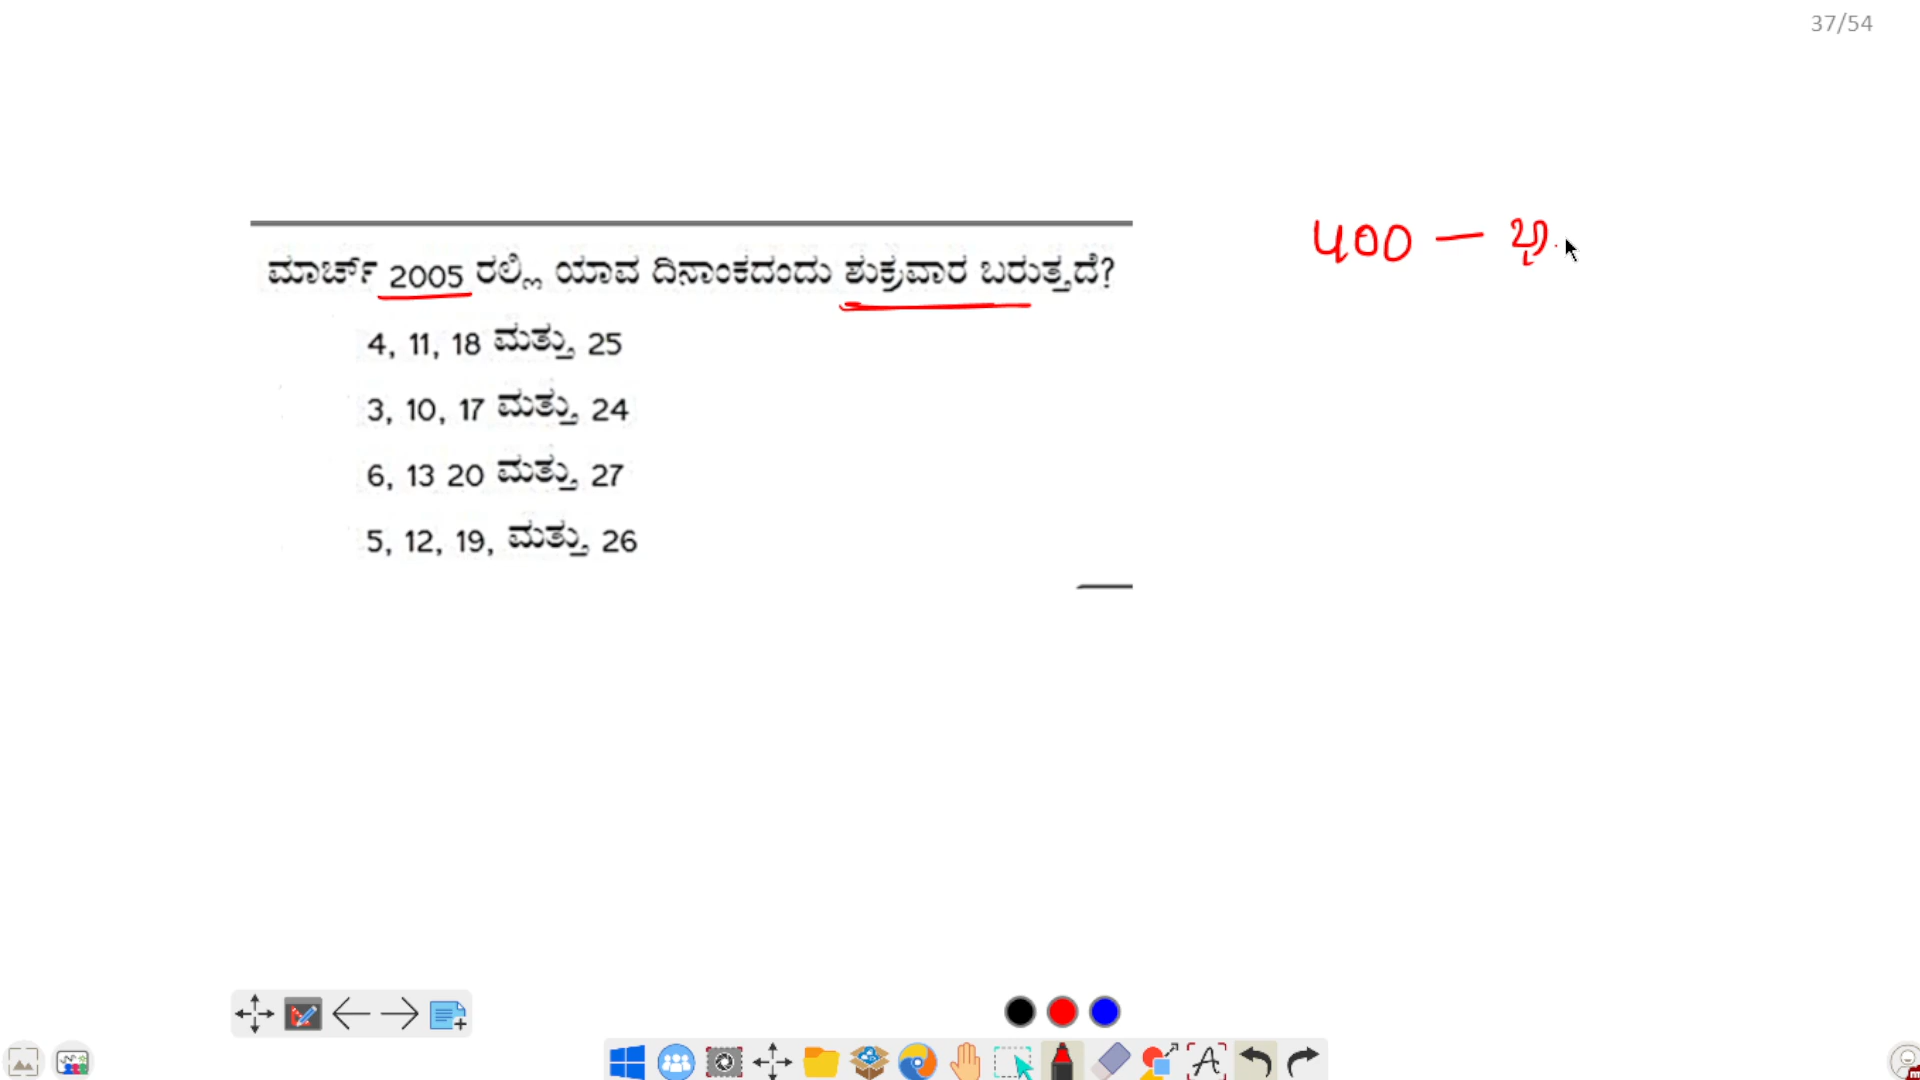 37/54
ಮಾರ್ಚ್ 2005 ರಲ್ಲಿ ಯಾವ ದಿನಾಂಕದಂದು ಶುಕ್ರವಾರ ಬರುತ್ತದೆ?
4, 11, 18 ಮತ್ತು 25
3, 10, 17 ಮತ್ತು 24
6, 13 20 ಮತ್ತು 27
5, 12, 19, ಮತ್ತು 26
400 —